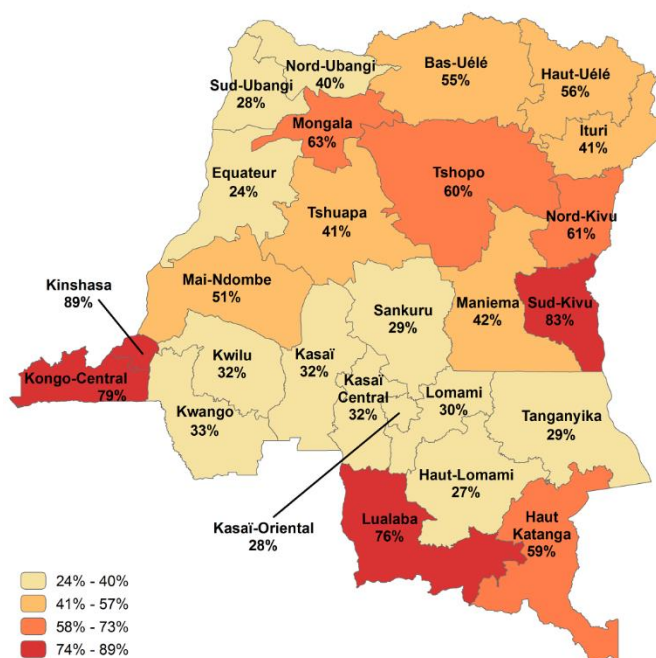 Nord-Ubangi
40%
Sud-Ubangi
28%
Bas-Uélé
55%
Haut-Uélé
56%
Mongala
63%
Ituri
41%
Equateur
24%
Tshopo
60%
Tshuapa
41%
Nord-Kivu
61%
Mai-Ndombe
51%
Kinshasa
89%
Sankuru
29%
Maniema
42%
Sud-Kivu
83%
Kongo-Central
79%
Kwilu
32%
Kasaï
32%
Kasaï
Central
32%
Lomami
30%
Kwango
33%
Tanganyika
29%
Haut-Lomami
27%
Kasaï-Oriental
28%
Lualaba
76%
Haut
Katanga
59%
24% - 40%
41% - 57%
58% - 73%
74% - 89%